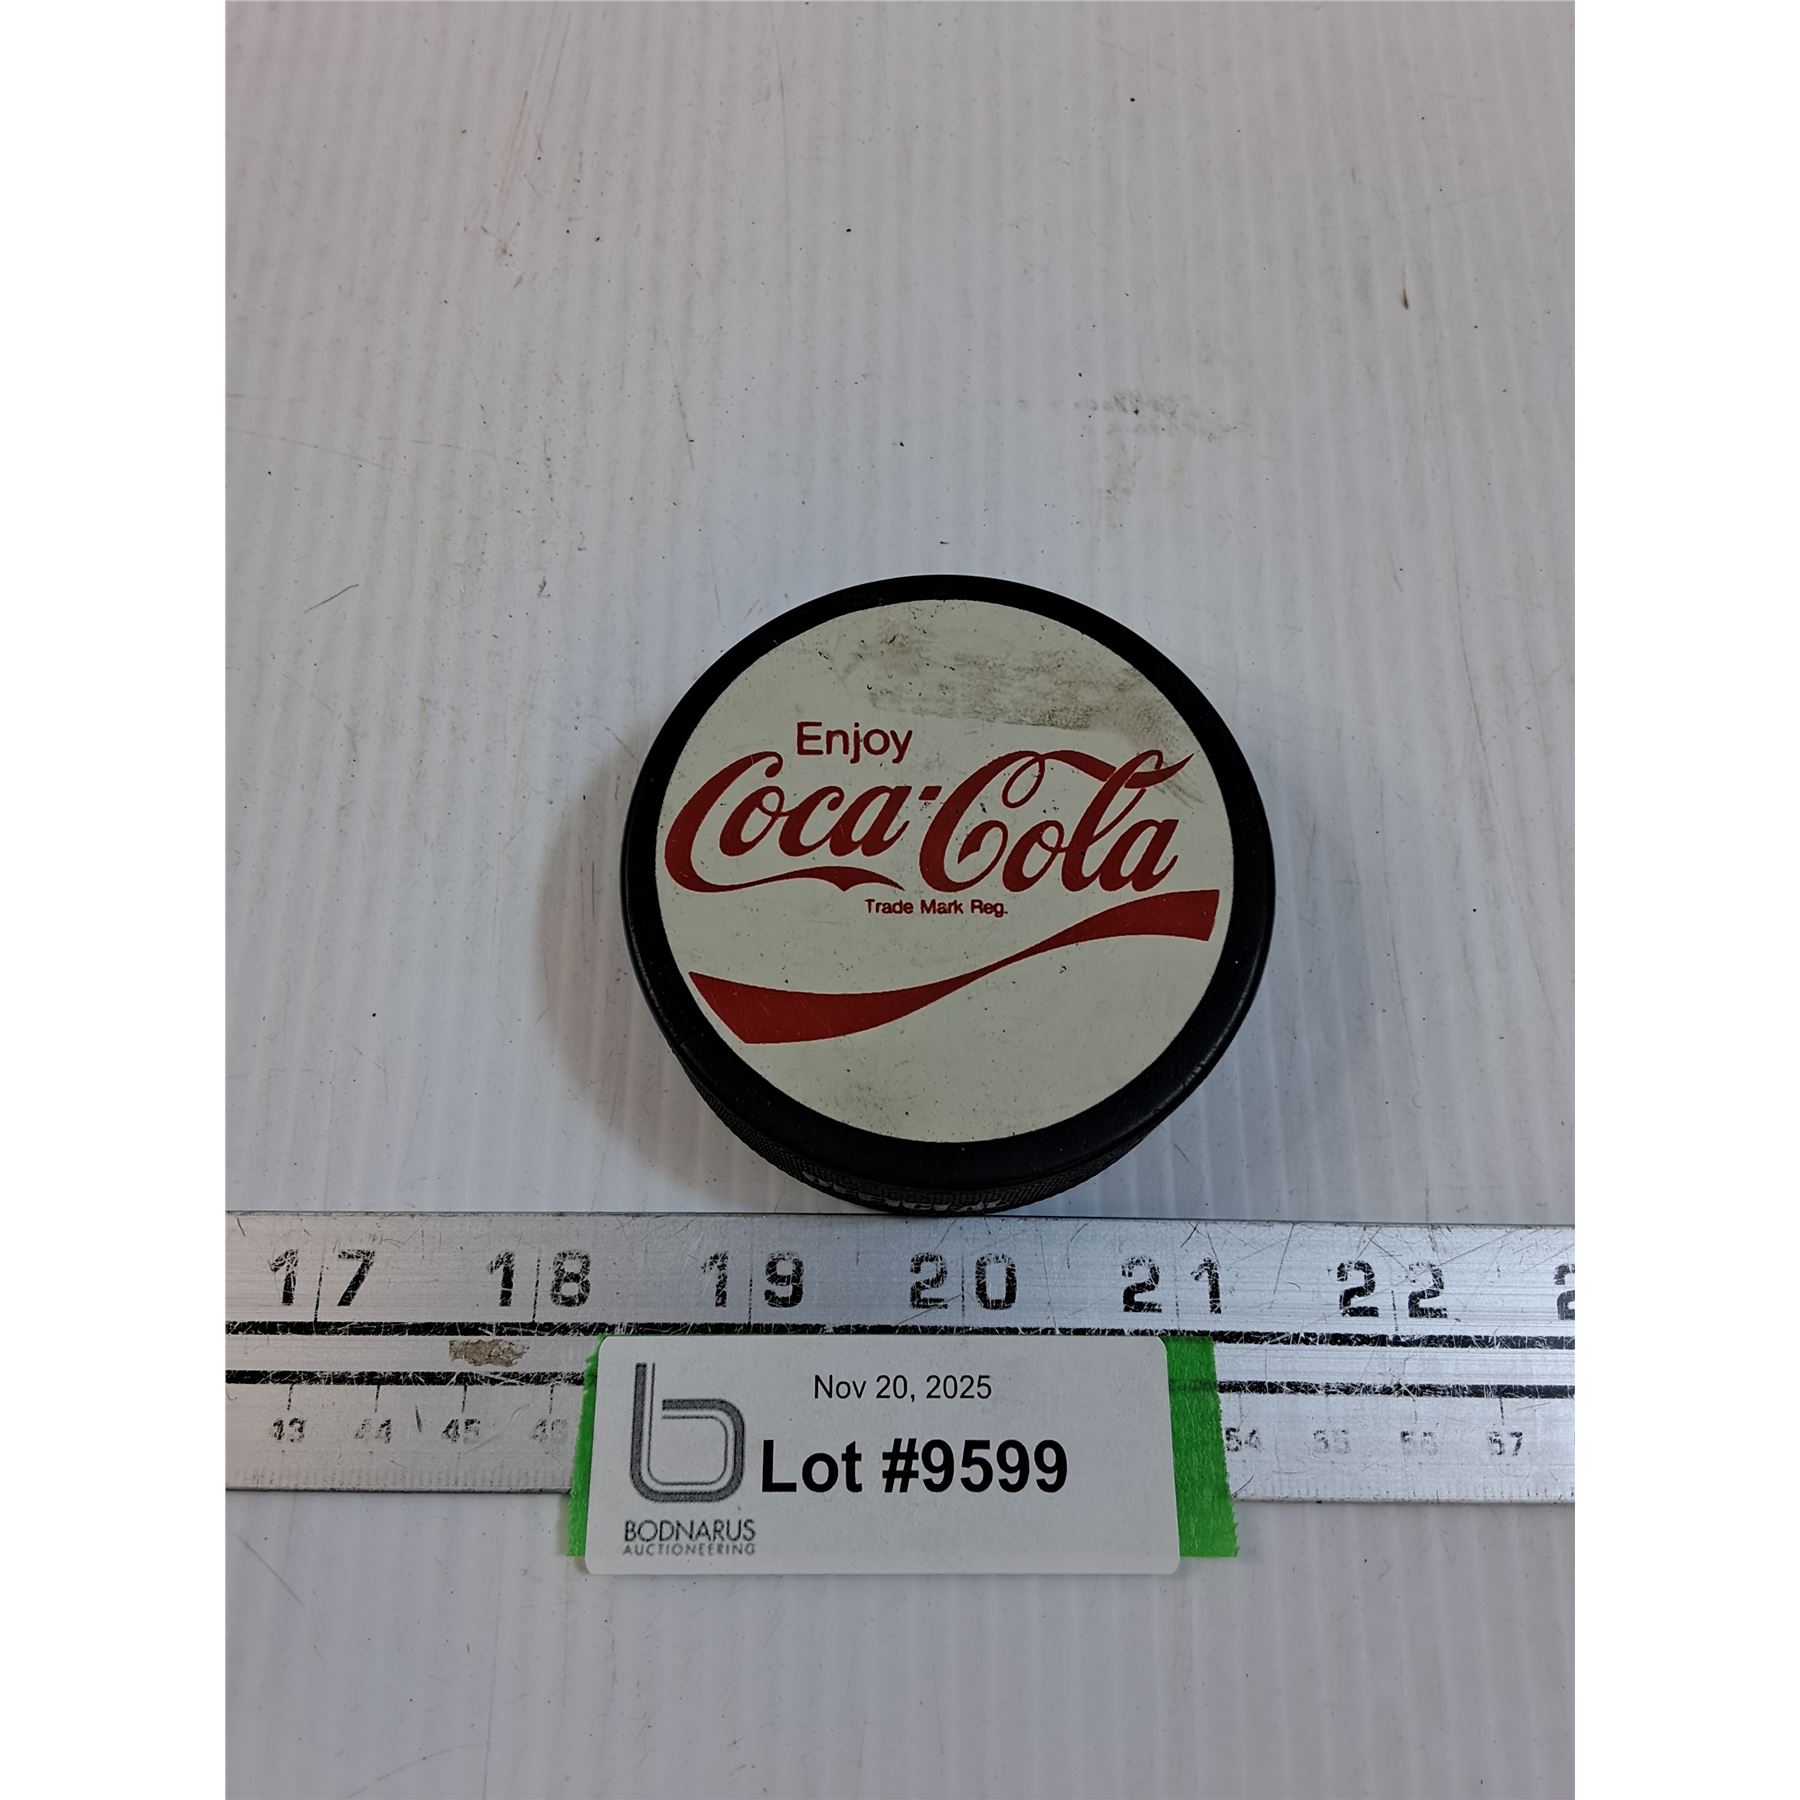 Enjoy
Coca-Cola
Trade Mark Reg.
17 18 19 20 21 22
Nov 20, 2025
Lot #9599
BODNARUS
AUCTIONEERING
43 44 45 46 54 55 56 57